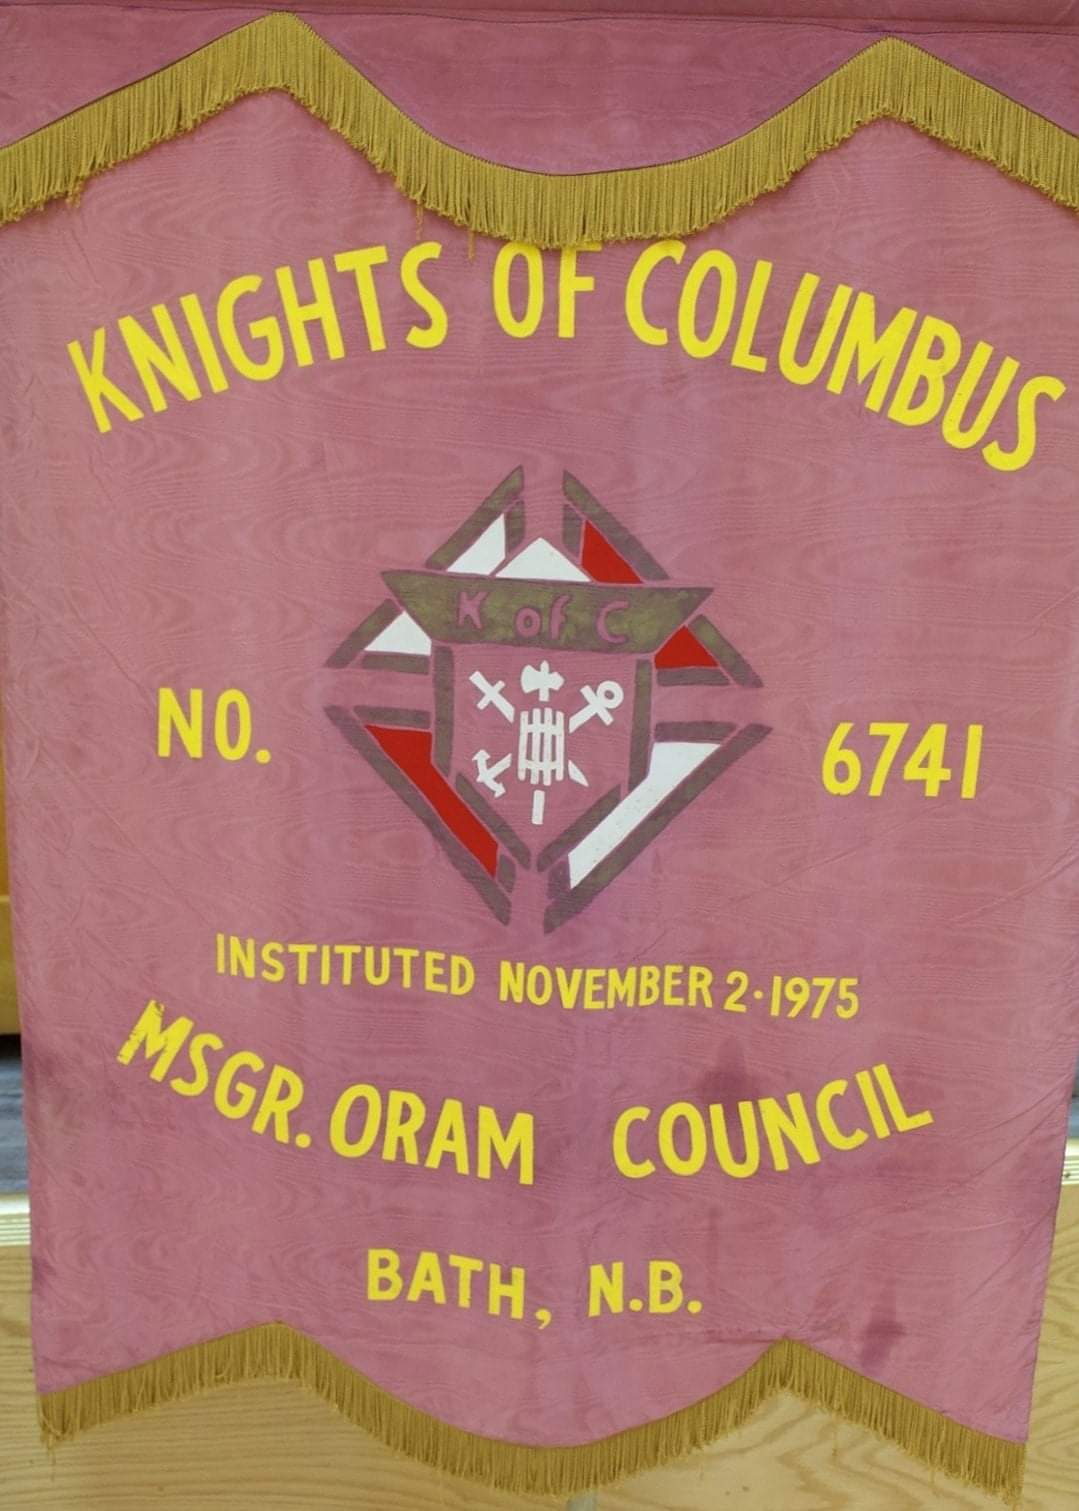 KNIGHTS OF COLUMBUS
K of C
NO. 6741
INSTITUTED NOVEMBER 2·1975
MSGR. ORAM COUNCIL
BATH, N.B.